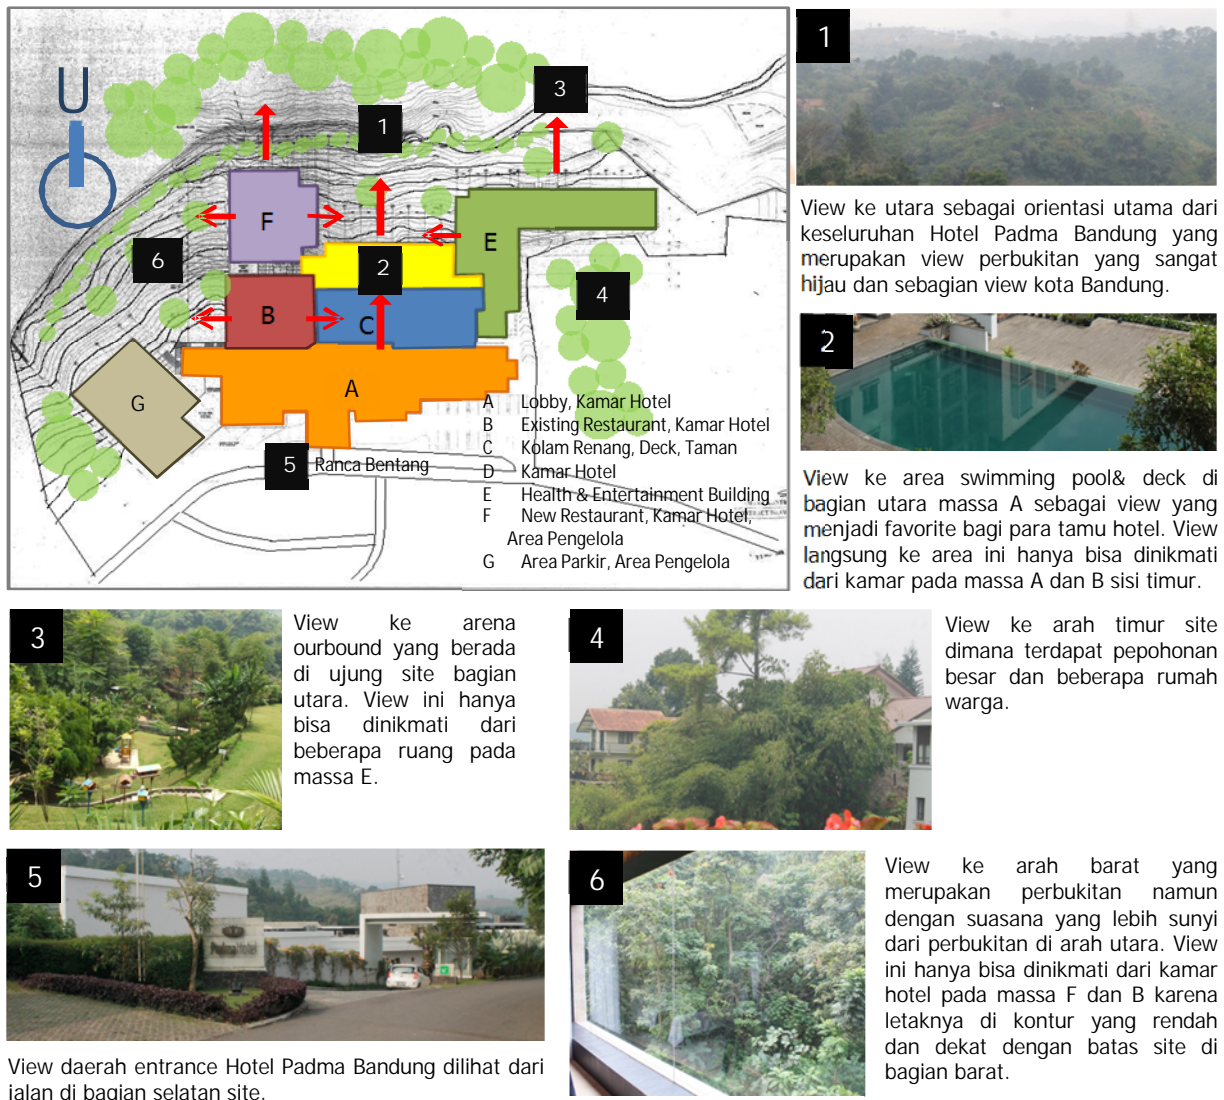 U
1
3
F
E
2
6
4
B
C
A
G
A Lobby, Kamar Hotel
B Existing Restaurant, Kamar Hotel
C Kolam Renang, Deck, Taman
D Kamar Hotel
E Health & Entertainment Building
F New Restaurant, Kamar Hotel,
Area Pengelola
G Area Parkir, Area Pengelola
5 Ranca Bentang
1
View ke utara sebagai orientasi utama dari
keseluruhan Hotel Padma Bandung yang
merupakan view perbukitan yang sangat
hijau dan sebagian view kota Bandung.
2
View ke area swimming pool& deck di
bagian utara massa A sebagai view yang
menjadi favorite bagi para tamu hotel. View
langsung ke area ini hanya bisa dinikmati
dari kamar pada massa A dan B sisi timur.
3
View ke arena
ourbound yang berada
di ujung site bagian
utara. View ini hanya
bisa dinikmati dari
beberapa ruang pada
massa E.
4
View ke arah timur site
dimana terdapat pepohonan
besar dan beberapa rumah
warga.
5
Padma Hotel
View daerah entrance Hotel Padma Bandung dilihat dari
jalan di bagian selatan site.
6
View ke arah barat yang
merupakan perbukitan namun
dengan suasana yang lebih sunyi
dari perbukitan di arah utara. View
ini hanya bisa dinikmati dari kamar
hotel pada massa F dan B karena
letaknya di kontur yang rendah
dan dekat dengan batas site di
bagian barat.